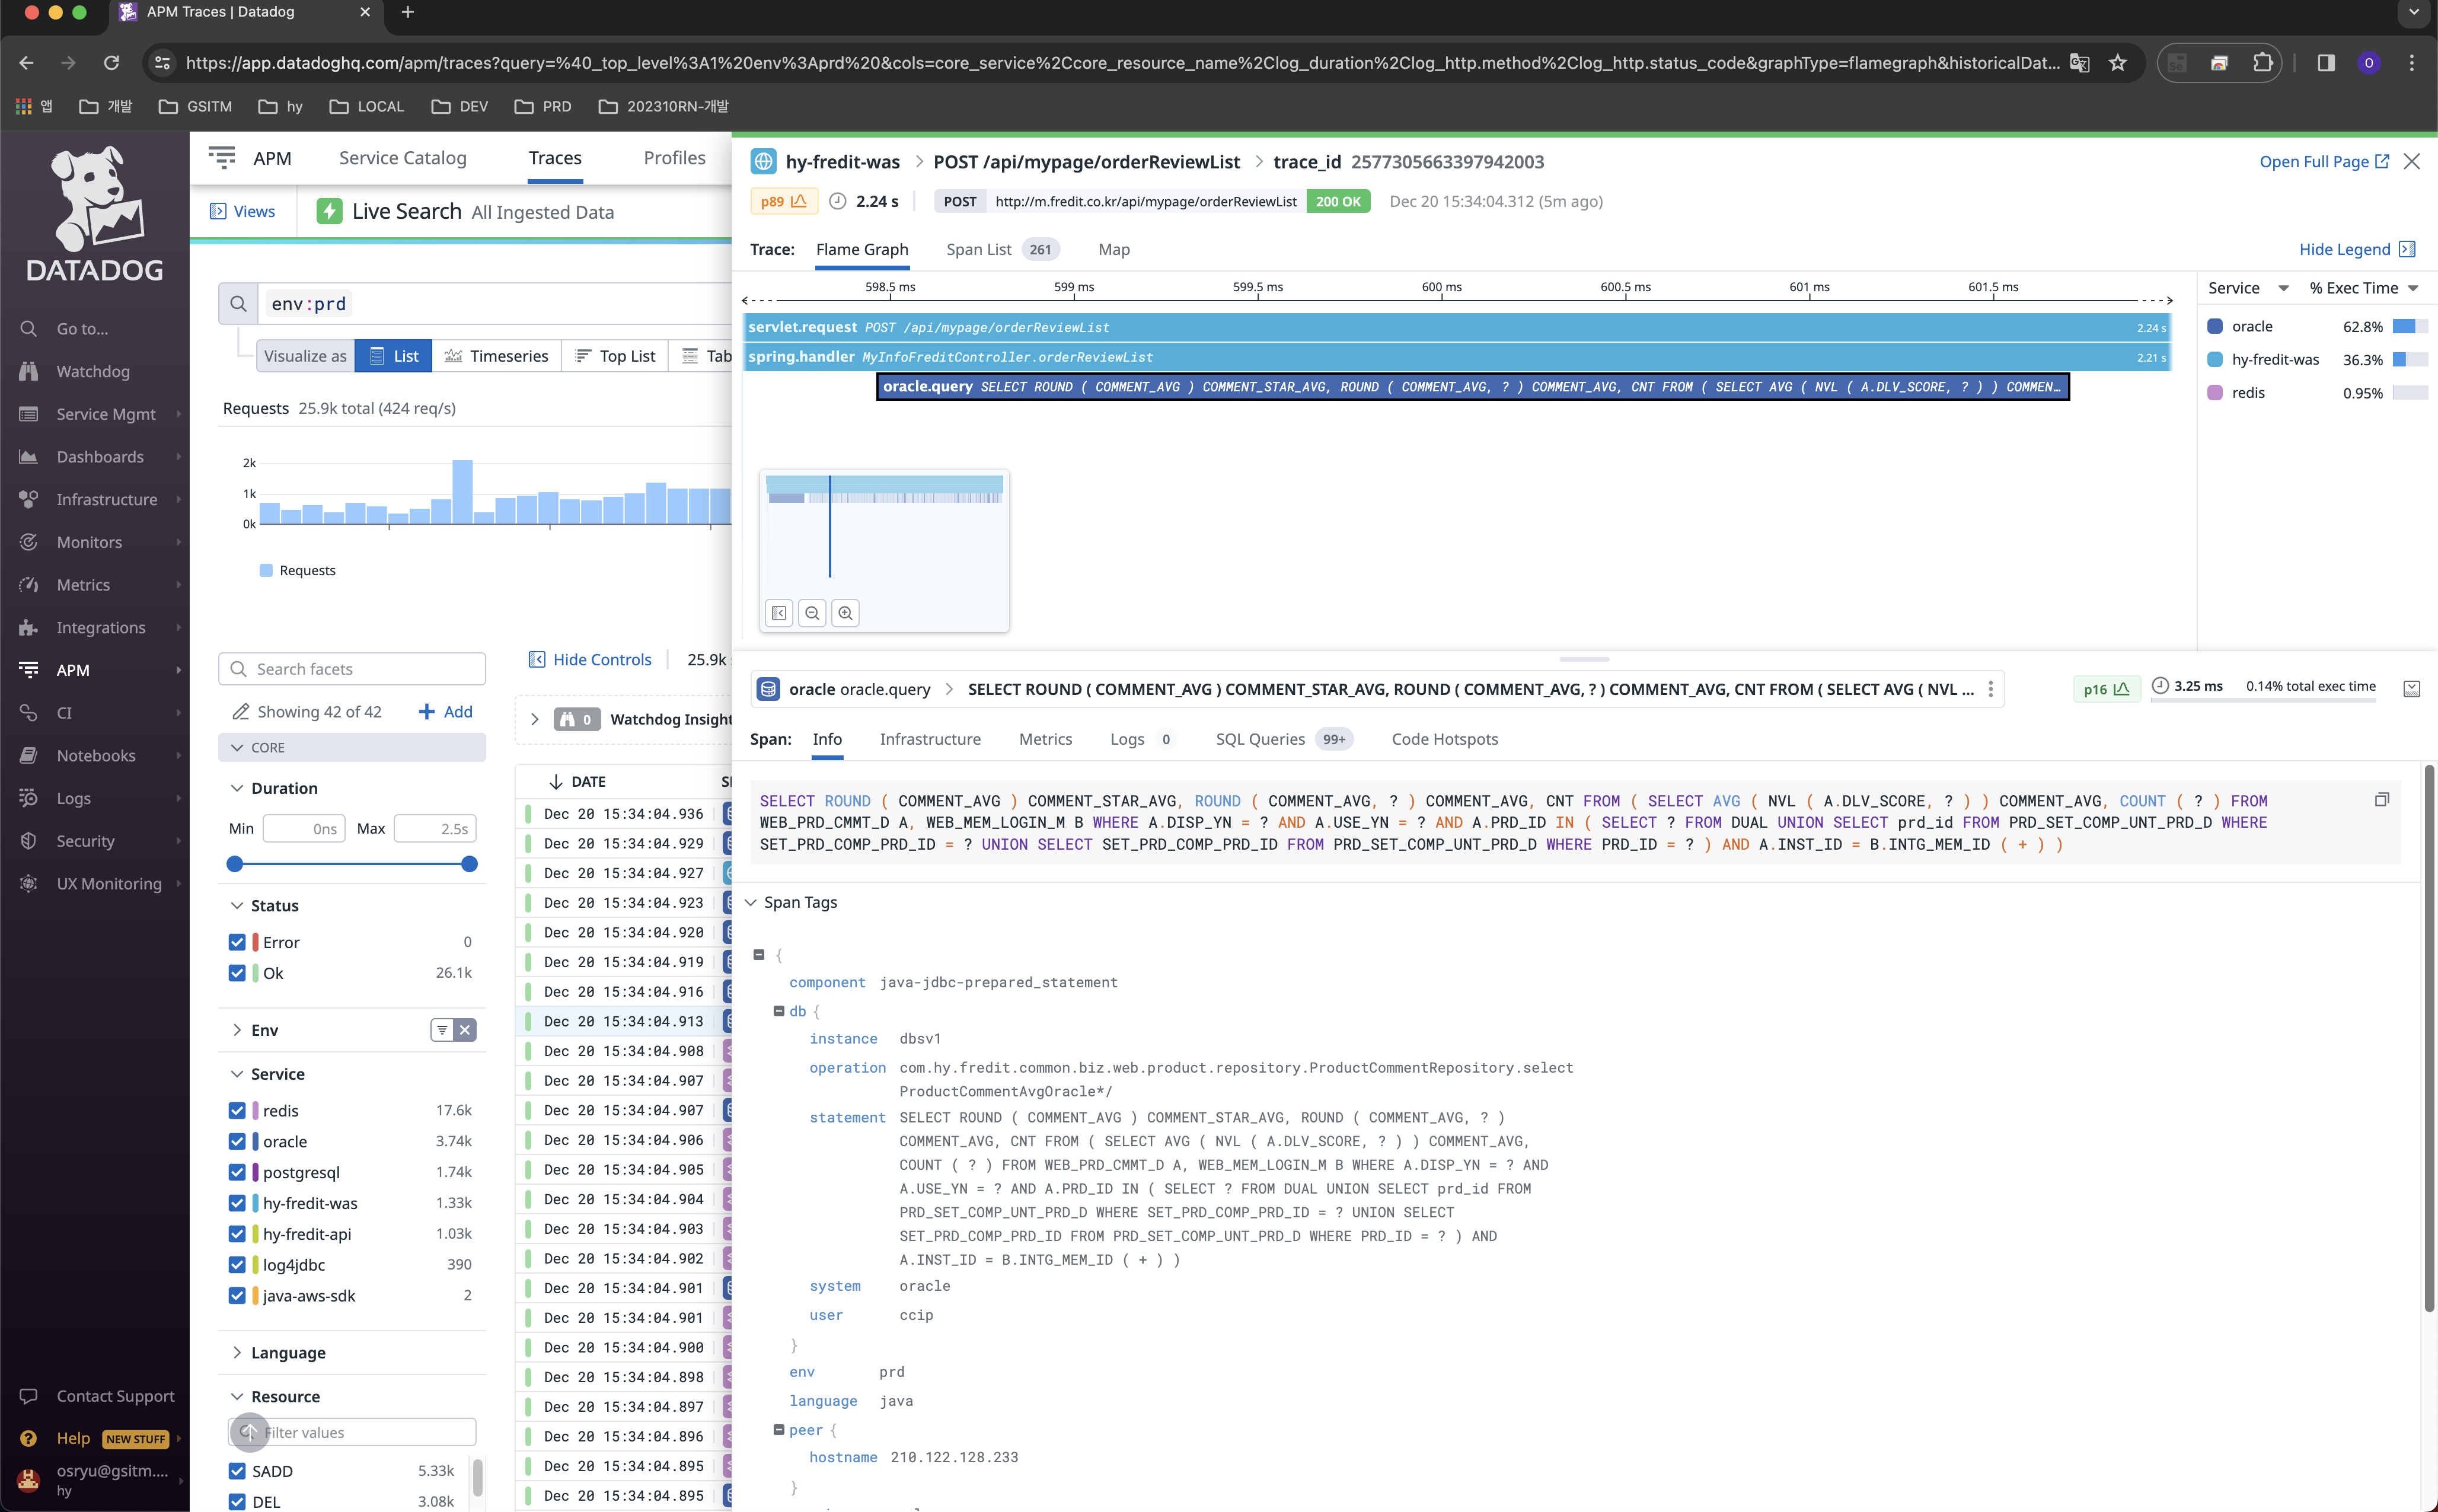 APM Traces | Datadog
https://app.datadoghq.com/apm/traces?query=%40_top_level%3A1%20env%3Aprd%20&cols=core_service%2Ccore_resource_name%2Clog_duration%2Clog_http.method%2Clog_http.status_code&graphType=flamegraph&historicalDat...
앱
개발
GSITM
hy
LOCAL
DEV
PRD
202310RN-개발
DATADOG
Go to...
Watchdog
Service Mgmt
Dashboards
Infrastructure
Monitors
Metrics
Integrations
APM
CI
Notebooks
Logs
Security
UX Monitoring
Contact Support
Help NEW STUFF
osryu@gsitm....
hy
APM
Service Catalog
Traces
Profiles
Views
Live Search All Ingested Data
env:prd
Visualize as
List
Timeseries
Top List
Tab
Requests 25.9k total (424 req/s)
2k
1k
0k
Requests
Search facets
Showing 42 of 42
Add
CORE
Duration
Min 0ns Max 2.5s
Status
Error 0
Ok 26.1k
Env
Service
redis 17.6k
oracle 3.74k
postgresql 1.74k
hy-fredit-was 1.33k
hy-fredit-api 1.03k
log4jdbc 390
java-aws-sdk 2
Language
Resource
Filter values
SADD 5.33k
DEL 3.08k
Hide Controls
25.9k
0 Watchdog Insight
DATE
Dec 20 15:34:04.936
Dec 20 15:34:04.929
Dec 20 15:34:04.927
Dec 20 15:34:04.923
Dec 20 15:34:04.920
Dec 20 15:34:04.919
Dec 20 15:34:04.916
Dec 20 15:34:04.913
Dec 20 15:34:04.908
Dec 20 15:34:04.907
Dec 20 15:34:04.907
Dec 20 15:34:04.906
Dec 20 15:34:04.905
Dec 20 15:34:04.904
Dec 20 15:34:04.903
Dec 20 15:34:04.902
Dec 20 15:34:04.901
Dec 20 15:34:04.901
Dec 20 15:34:04.900
Dec 20 15:34:04.898
Dec 20 15:34:04.897
Dec 20 15:34:04.896
Dec 20 15:34:04.895
Dec 20 15:34:04.895
hy-fredit-was > POST /api/mypage/orderReviewList > trace_id 2577305663397942003
Open Full Page
p89 2.24 s POST http://m.fredit.co.kr/api/mypage/orderReviewList 200 OK Dec 20 15:34:04.312 (5m ago)
Trace: Flame Graph Span List 261 Map
Hide Legend
598.5 ms 599 ms 599.5 ms 600 ms 600.5 ms 601 ms 601.5 ms
servlet.request POST /api/mypage/orderReviewList 2.24 s
spring.handler MyInfoFreditController.orderReviewList 2.21 s
oracle.query SELECT ROUND ( COMMENT_AVG ) COMMENT_STAR_AVG, ROUND ( COMMENT_AVG, ? ) COMMENT_AVG, CNT FROM ( SELECT AVG ( NVL ( A.DLV_SCORE, ? ) ) COMMEN…
Service % Exec Time
oracle 62.8%
hy-fredit-was 36.3%
redis 0.95%
oracle oracle.query > SELECT ROUND ( COMMENT_AVG ) COMMENT_STAR_AVG, ROUND ( COMMENT_AVG, ? ) COMMENT_AVG, CNT FROM ( SELECT AVG ( NVL ...
p16 3.25 ms 0.14% total exec time
Span: Info Infrastructure Metrics Logs 0 SQL Queries 99+ Code Hotspots
SELECT ROUND ( COMMENT_AVG ) COMMENT_STAR_AVG, ROUND ( COMMENT_AVG, ? ) COMMENT_AVG, CNT FROM ( SELECT AVG ( NVL ( A.DLV_SCORE, ? ) ) COMMENT_AVG, COUNT ( ? ) FROM
WEB_PRD_CMMT_D A, WEB_MEM_LOGIN_M B WHERE A.DISP_YN = ? AND A.USE_YN = ? AND A.PRD_ID IN ( SELECT ? FROM DUAL UNION SELECT prd_id FROM PRD_SET_COMP_UNT_PRD_D WHERE
SET_PRD_COMP_PRD_ID = ? UNION SELECT SET_PRD_COMP_PRD_ID FROM PRD_SET_COMP_UNT_PRD_D WHERE PRD_ID = ? ) AND A.INST_ID = B.INTG_MEM_ID ( + ) )
Span Tags
{
component java-jdbc-prepared_statement
db {
instance dbsv1
operation com.hy.fredit.common.biz.web.product.repository.ProductCommentRepository.select
ProductCommentAvgOracle*/
statement SELECT ROUND ( COMMENT_AVG ) COMMENT_STAR_AVG, ROUND ( COMMENT_AVG, ? )
COMMENT_AVG, CNT FROM ( SELECT AVG ( NVL ( A.DLV_SCORE, ? ) ) COMMENT_AVG,
COUNT ( ? ) FROM WEB_PRD_CMMT_D A, WEB_MEM_LOGIN_M B WHERE A.DISP_YN = ? AND
A.USE_YN = ? AND A.PRD_ID IN ( SELECT ? FROM DUAL UNION SELECT prd_id FROM
PRD_SET_COMP_UNT_PRD_D WHERE SET_PRD_COMP_PRD_ID = ? UNION SELECT
SET_PRD_COMP_PRD_ID FROM PRD_SET_COMP_UNT_PRD_D WHERE PRD_ID = ? ) AND
A.INST_ID = B.INTG_MEM_ID ( + ) )
system oracle
user ccip
}
env prd
language java
peer {
hostname 210.122.128.233
}